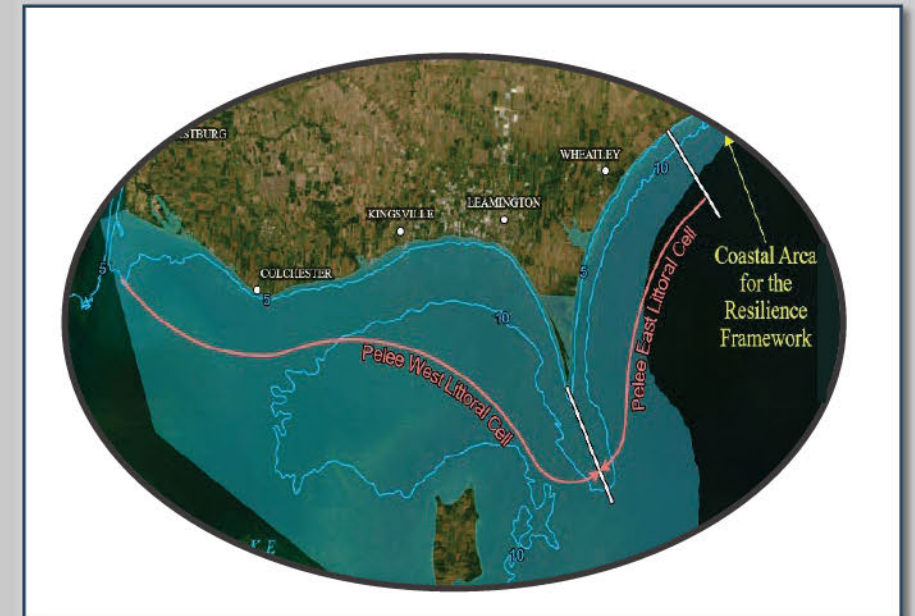 STBURG
WHEATLEY
10
LEAMINGTON
KINGSVILLE
Coastal Area
for the
Resilience
Framework
5
COLCHESTER
5
5
10
Pelee East Littoral Cell
Pelee West Littoral Cell
K E
10